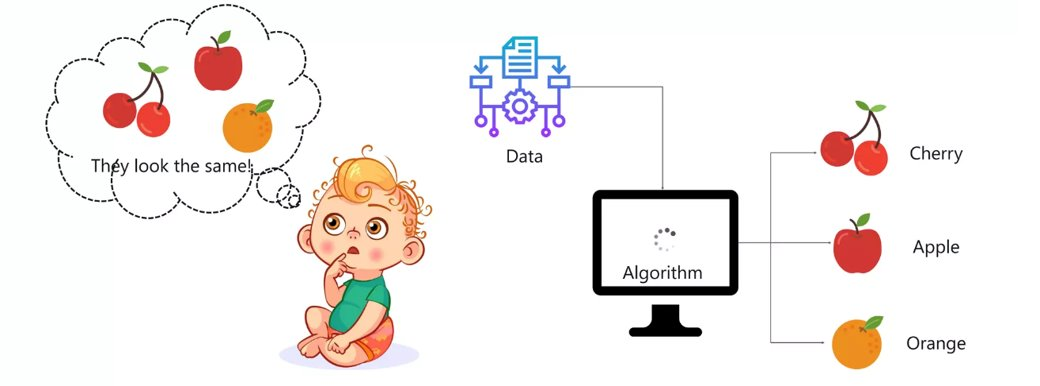 They look the same!
Data
Algorithm
Cherry
Apple
Orange